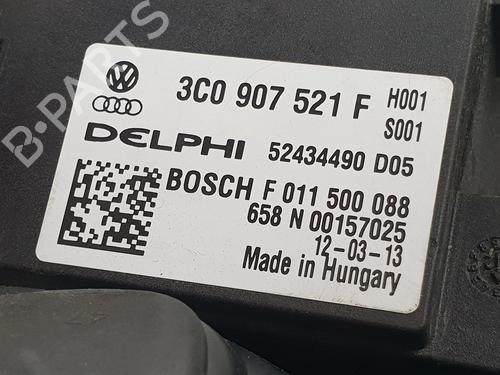 3C0 907 521 F H001
S001
DELPHI 52434490 D05
BOSCH F 011 500 088
658 N 00157025
12-03-13
Made in Hungary
B-PARTS